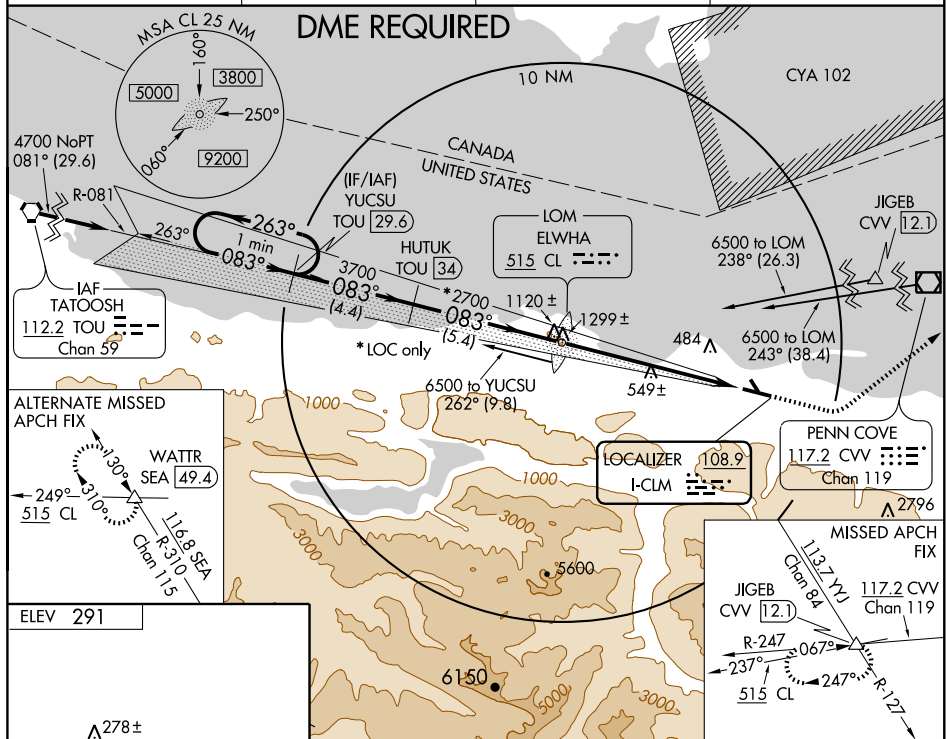 DME REQUIRED
MSA CL 25 NM
160°
3800
5000
250°
060°
9200
10 NM
CYA 102
CANADA
UNITED STATES
4700 NoPT
081° (29.6)
R-081
263°
263°
1 min
083°
(IF/IAF)
YUCSU
TOU 29.6
3700
083°
(4.4)
HUTUK
TOU 34
*2700
083°
(5.4)
*LOC only
LOM
ELWHA
515 CL
1120 ±
1299 ±
JIGEB
CVV 12.1
6500 to LOM
238° (26.3)
6500 to LOM
243° (38.4)
IAF
TATOOSH
112.2 TOU
Chan 59
6500 to YUCSU
262° (9.8)
484
549±
ALTERNATE MISSED
APCH FIX
WATTR
SEA 49.4
130°
310°
249°
515 CL
116.8 SEA
R-310
Chan 115
1000
1000
3000
3000
5600
6150
5000
3000
LOCALIZER 108.9
I-CLM
PENN COVE
117.2 CVV
Chan 119
2796
MISSED APCH
FIX
113.7 YYJ
Chan 84
JIGEB
CVV 12.1
117.2 CVV
Chan 119
R-247
067°
237°
247°
515 CL
R-127
ELEV 291
278±